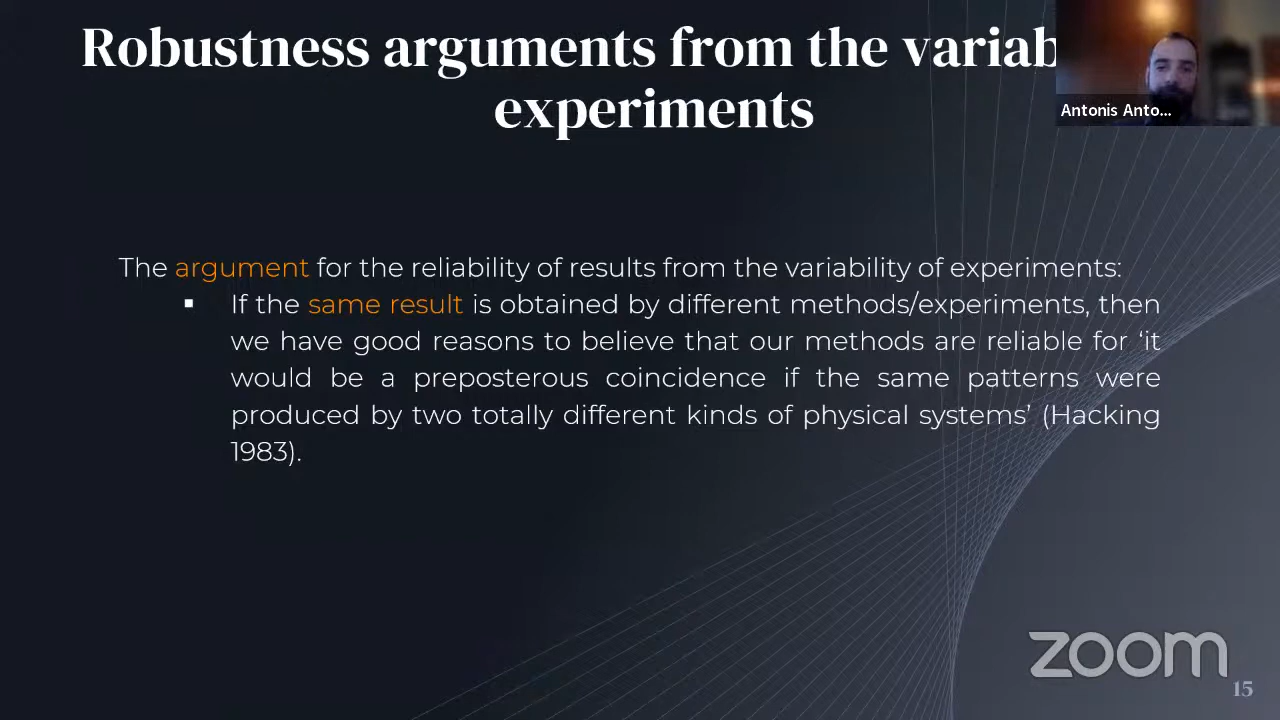 Robustness arguments from the variab
experiments
Antonis Anto...
The argument for the reliability of results from the variability of experiments:
▪ If the same result is obtained by different methods/experiments, then
we have good reasons to believe that our methods are reliable for ‘it
would be a preposterous coincidence if the same patterns were
produced by two totally different kinds of physical systems’ (Hacking
1983).
zoom
15